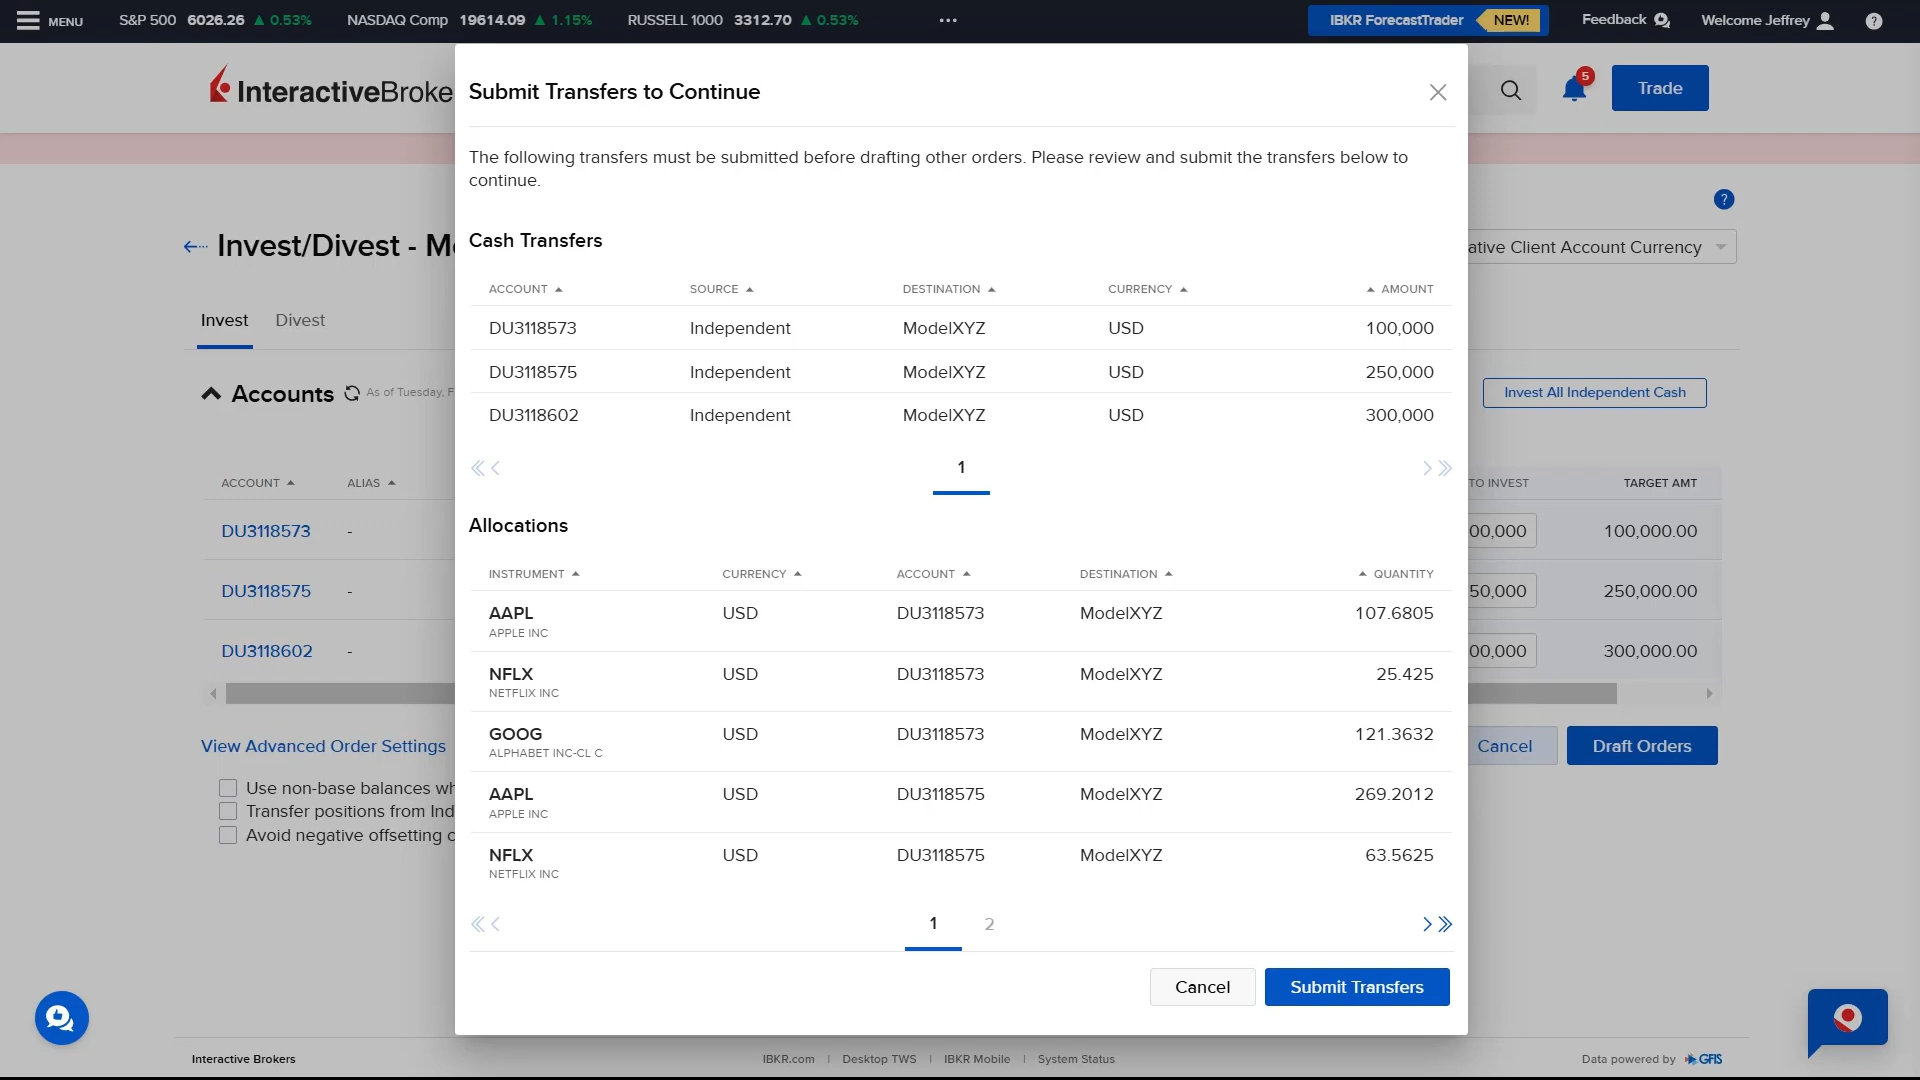 MENU
S&P 500 6026.26 ▲ 0.53%
NASDAQ Comp 19614.09 ▲ 1.15%
RUSSELL 1000 3312.70 ▲ 0.53%
•••
IBKR ForecastTrader NEW!
Feedback
Welcome Jeffrey
?
InteractiveBroke
5
Trade
Submit Transfers to Continue
The following transfers must be submitted before drafting other orders. Please review and submit the transfers below to
continue.
?
Invest/Divest -
ative Client Account Currency
Invest
Divest
Accounts
As of Tuesday,
Invest All Independent Cash
ACCOUNT ALIAS
TO INVEST TARGET AMT
DU3118573 -
00,000 100,000.00
DU3118575 -
50,000 250,000.00
DU3118602 -
00,000 300,000.00
View Advanced Order Settings
Cancel
Draft Orders
Use non-base balances
Transfer positions from
Avoid negative offsetting
Cash Transfers
ACCOUNT SOURCE DESTINATION CURRENCY AMOUNT
DU3118573 Independent ModelXYZ USD 100,000
DU3118575 Independent ModelXYZ USD 250,000
DU3118602 Independent ModelXYZ USD 300,000
1
Allocations
INSTRUMENT CURRENCY ACCOUNT DESTINATION QUANTITY
AAPL USD DU3118573 ModelXYZ 107.6805
APPLE INC
NFLX USD DU3118573 ModelXYZ 25.425
NETFLIX INC
GOOG USD DU3118573 ModelXYZ 121.3632
ALPHABET INC-CL C
AAPL USD DU3118575 ModelXYZ 269.2012
APPLE INC
NFLX USD DU3118575 ModelXYZ 63.5625
NETFLIX INC
1 2
Cancel
Submit Transfers
Interactive Brokers
IBKR.com | Desktop TWS | IBKR Mobile | System Status
Data powered by GFIS